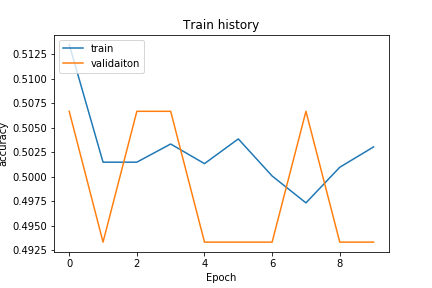 Train history
train
validaiton
0.5125
0.5100
0.5075
0.5050
0.5025
0.5000
0.4975
0.4950
0.4925
accuracy
0 2 4 6 8
Epoch